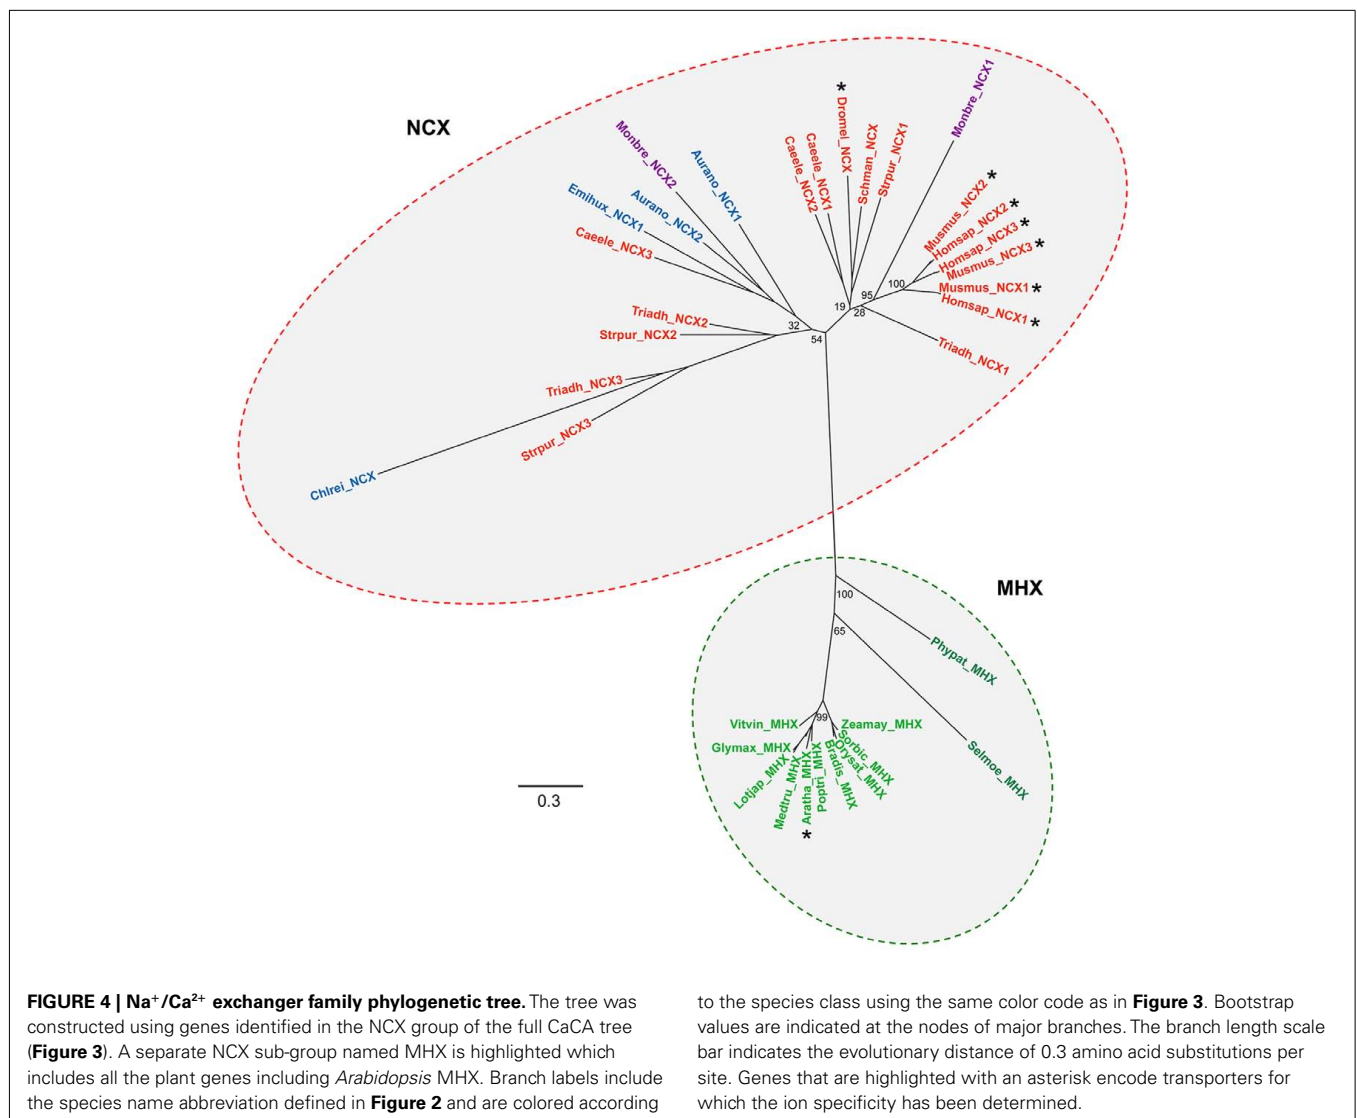 NCX
Monbre_NCX2
Aurano_NCX1
Emihux_NCX1
Aurano_NCX2
Caeele_NCX3
Triadh_NCX2
Strpur_NCX2
Triadh_NCX3
Strpur_NCX3
Chlrei_NCX
Caeele_NCX2
Caeele_NCX1
* Dromel_NCX
Schman_NCX
Strpur_NCX1
Monbre_NCX1
Musmus_NCX2 *
Homsap_NCX2 *
Homsap_NCX3 *
Musmus_NCX3 *
Musmus_NCX1 *
Homsap_NCX1 *
Triadh_NCX1
100
95
19
28
32
54
MHX
100
65
Phypat_MHX
Selmoe_MHX
99
Vitvin_MHX
Zeamay_MHX
Glymax_MHX
Sorbic_MHX
Orysat_MHX
Bradis_MHX
Lotjap_MHX
Medtru_MHX
Aratha_MHX
*
Poptri_MHX
0.3
FIGURE 4 | Na⁺/Ca²⁺ exchanger family phylogenetic tree. The tree was
constructed using genes identified in the NCX group of the full CaCA tree
(Figure 3). A separate NCX sub-group named MHX is highlighted which
includes all the plant genes including Arabidopsis MHX. Branch labels include
the species name abbreviation defined in Figure 2 and are colored according
to the species class using the same color code as in Figure 3. Bootstrap
values are indicated at the nodes of major branches. The branch length scale
bar indicates the evolutionary distance of 0.3 amino acid substitutions per
site. Genes that are highlighted with an asterisk encode transporters for
which the ion specificity has been determined.